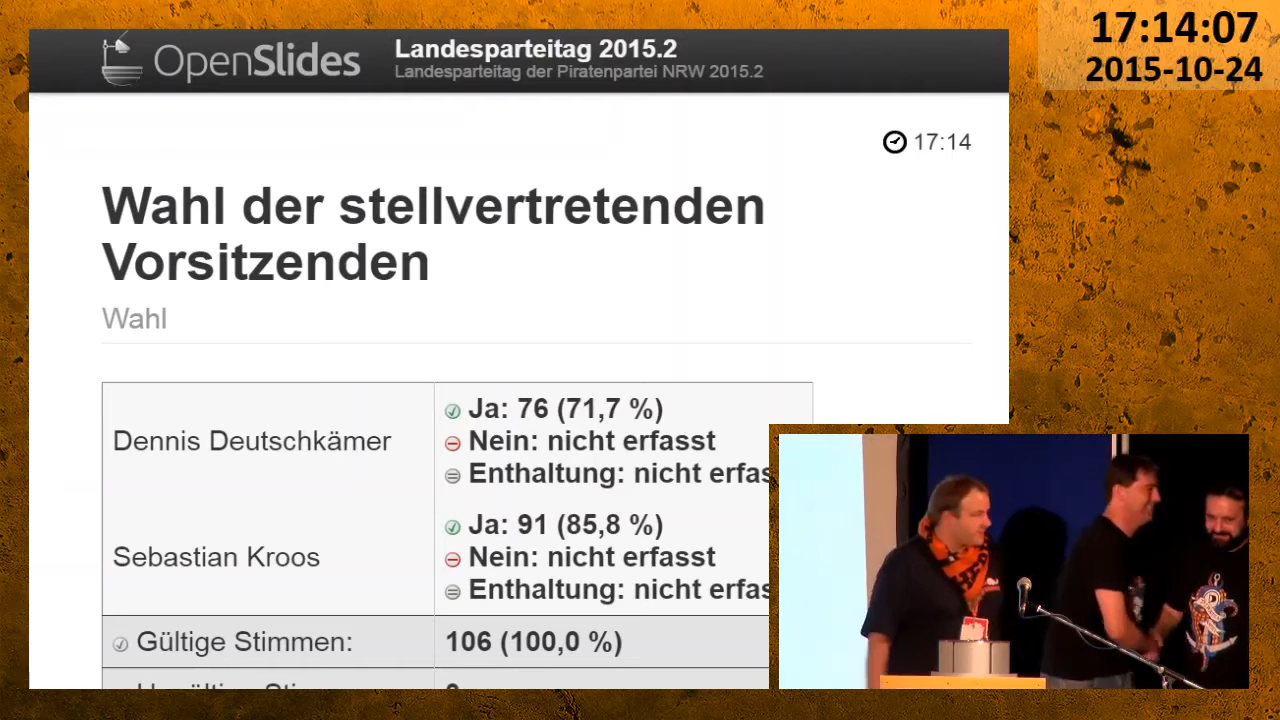 17:14:07
2015-10-24
OpenSlides
Landesparteitag 2015.2
Landesparteitag der Piratenpartei NRW 2015.2
17:14
Wahl der stellvertretenden
Vorsitzenden
Wahl
Dennis Deutschkämer
Ja: 76 (71,7 %)
Nein: nicht erfasst
Enthaltung: nicht erfas
Sebastian Kroos
Ja: 91 (85,8 %)
Nein: nicht erfasst
Enthaltung: nicht erfas
Gültige Stimmen:
106 (100,0 %)